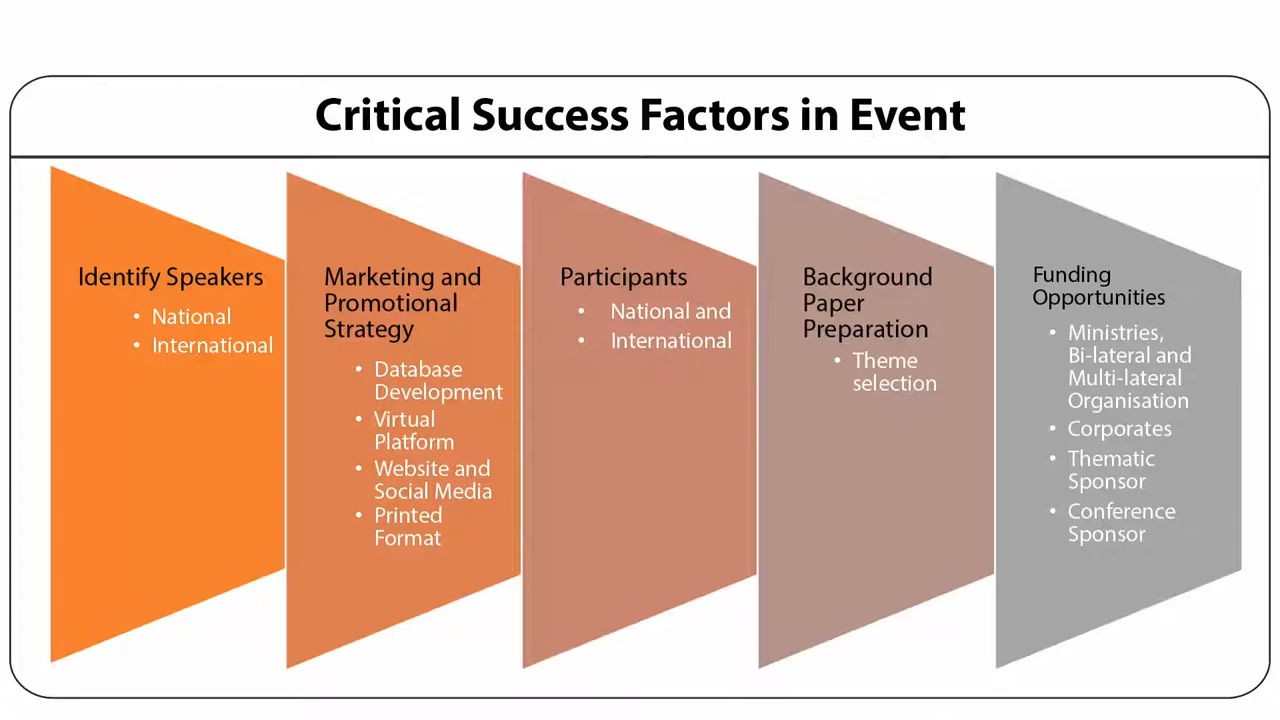 Critical Success Factors in Event
Identify Speakers
• National
• International
Marketing and
Promotional
Strategy
• Database
Development
• Virtual
Platform
• Website and
Social Media
• Printed
Format
Participants
• National and
• International
Background
Paper
Preparation
• Theme
selection
Funding
Opportunities
• Ministries,
Bi-lateral and
Multi-lateral
Organisation
• Corporates
• Thematic
Sponsor
• Conference
Sponsor